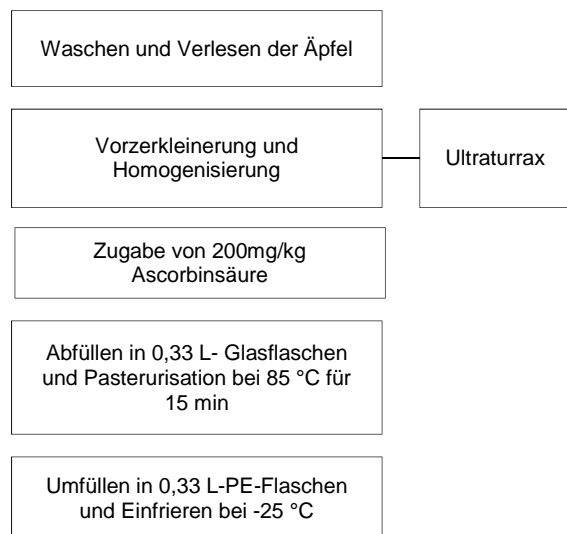 Waschen und Verlesen der Äpfel
Vorzerkleinerung und
Homogenisierung
Ultraturrax
Zugabe von 200mg/kg
Ascorbinsäure
Abfüllen in 0,33 L- Glasflaschen
und Pasterurisation bei 85 °C für
15 min
Umfüllen in 0,33 L-PE-Flaschen
und Einfrieren bei -25 °C